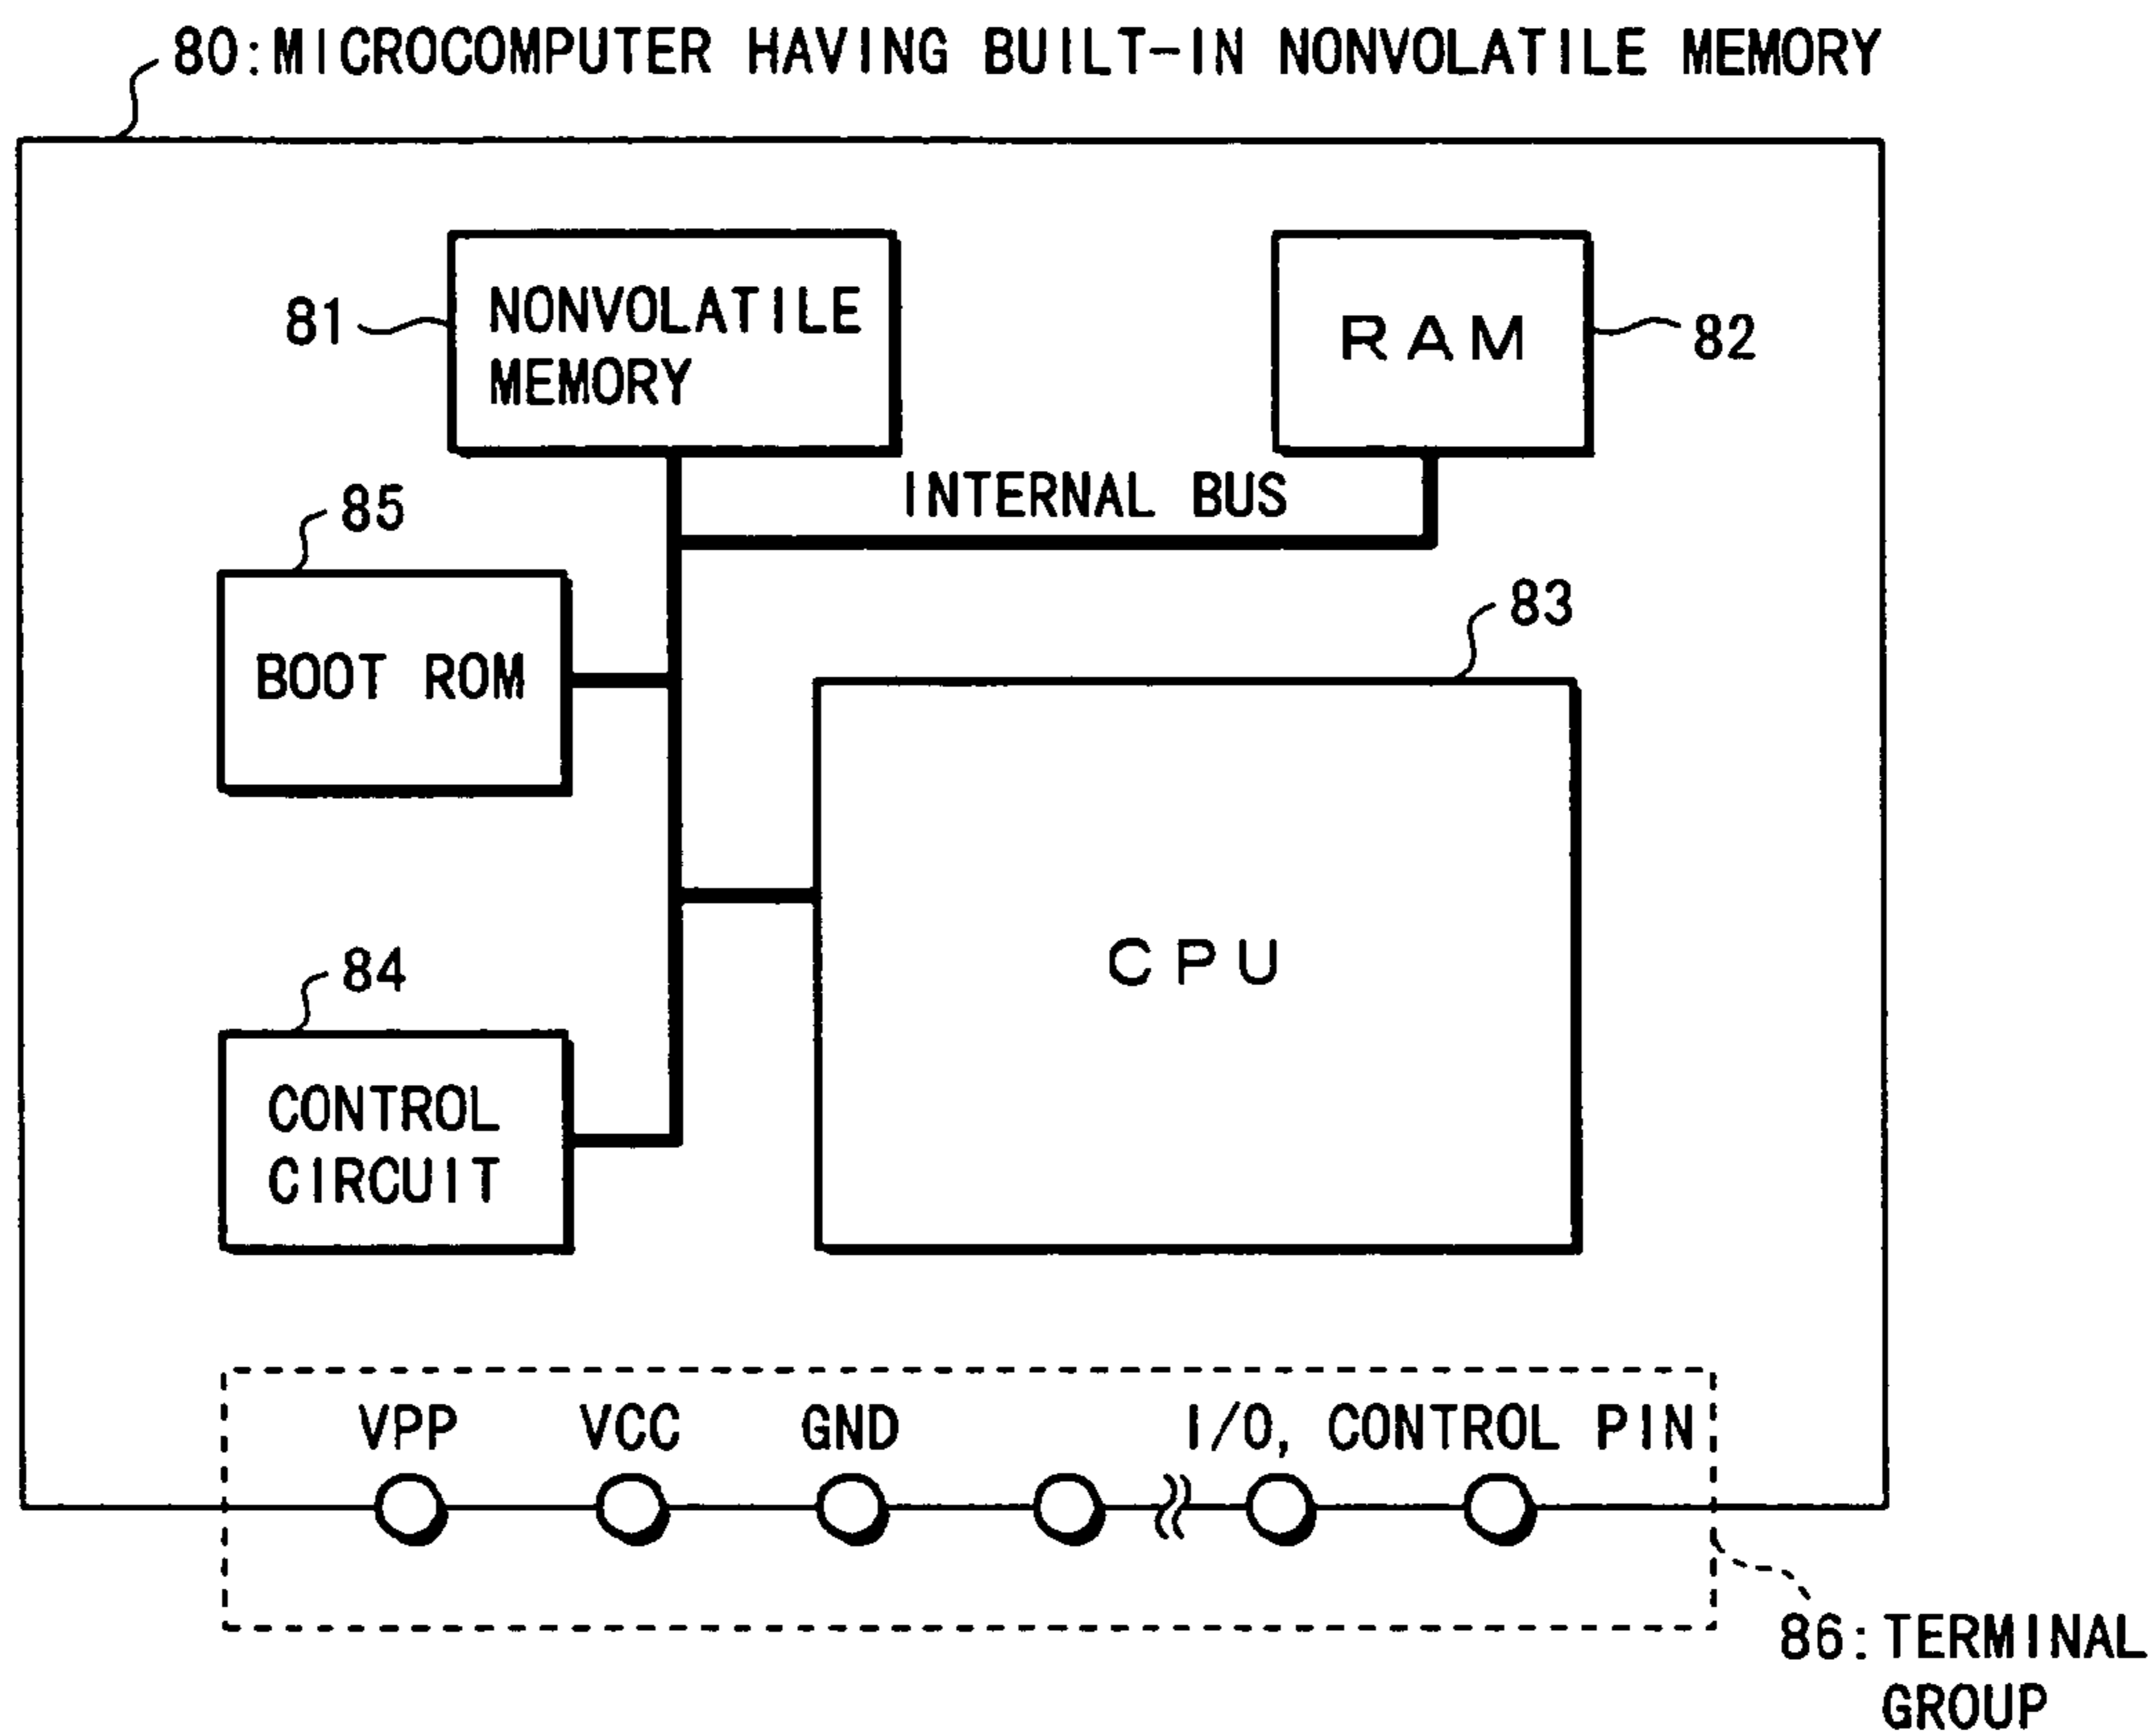 80:MICROCOMPUTER HAVING BUILT-IN NONVOLATILE MEMORY
81
NONVOLATILE
MEMORY
RAM
82
INTERNAL BUS
85
BOOT ROM
83
CPU
84
CONTROL
CIRCUIT
VPP
VCC
GND
I/O, CONTROL PIN
86:TERMINAL
GROUP